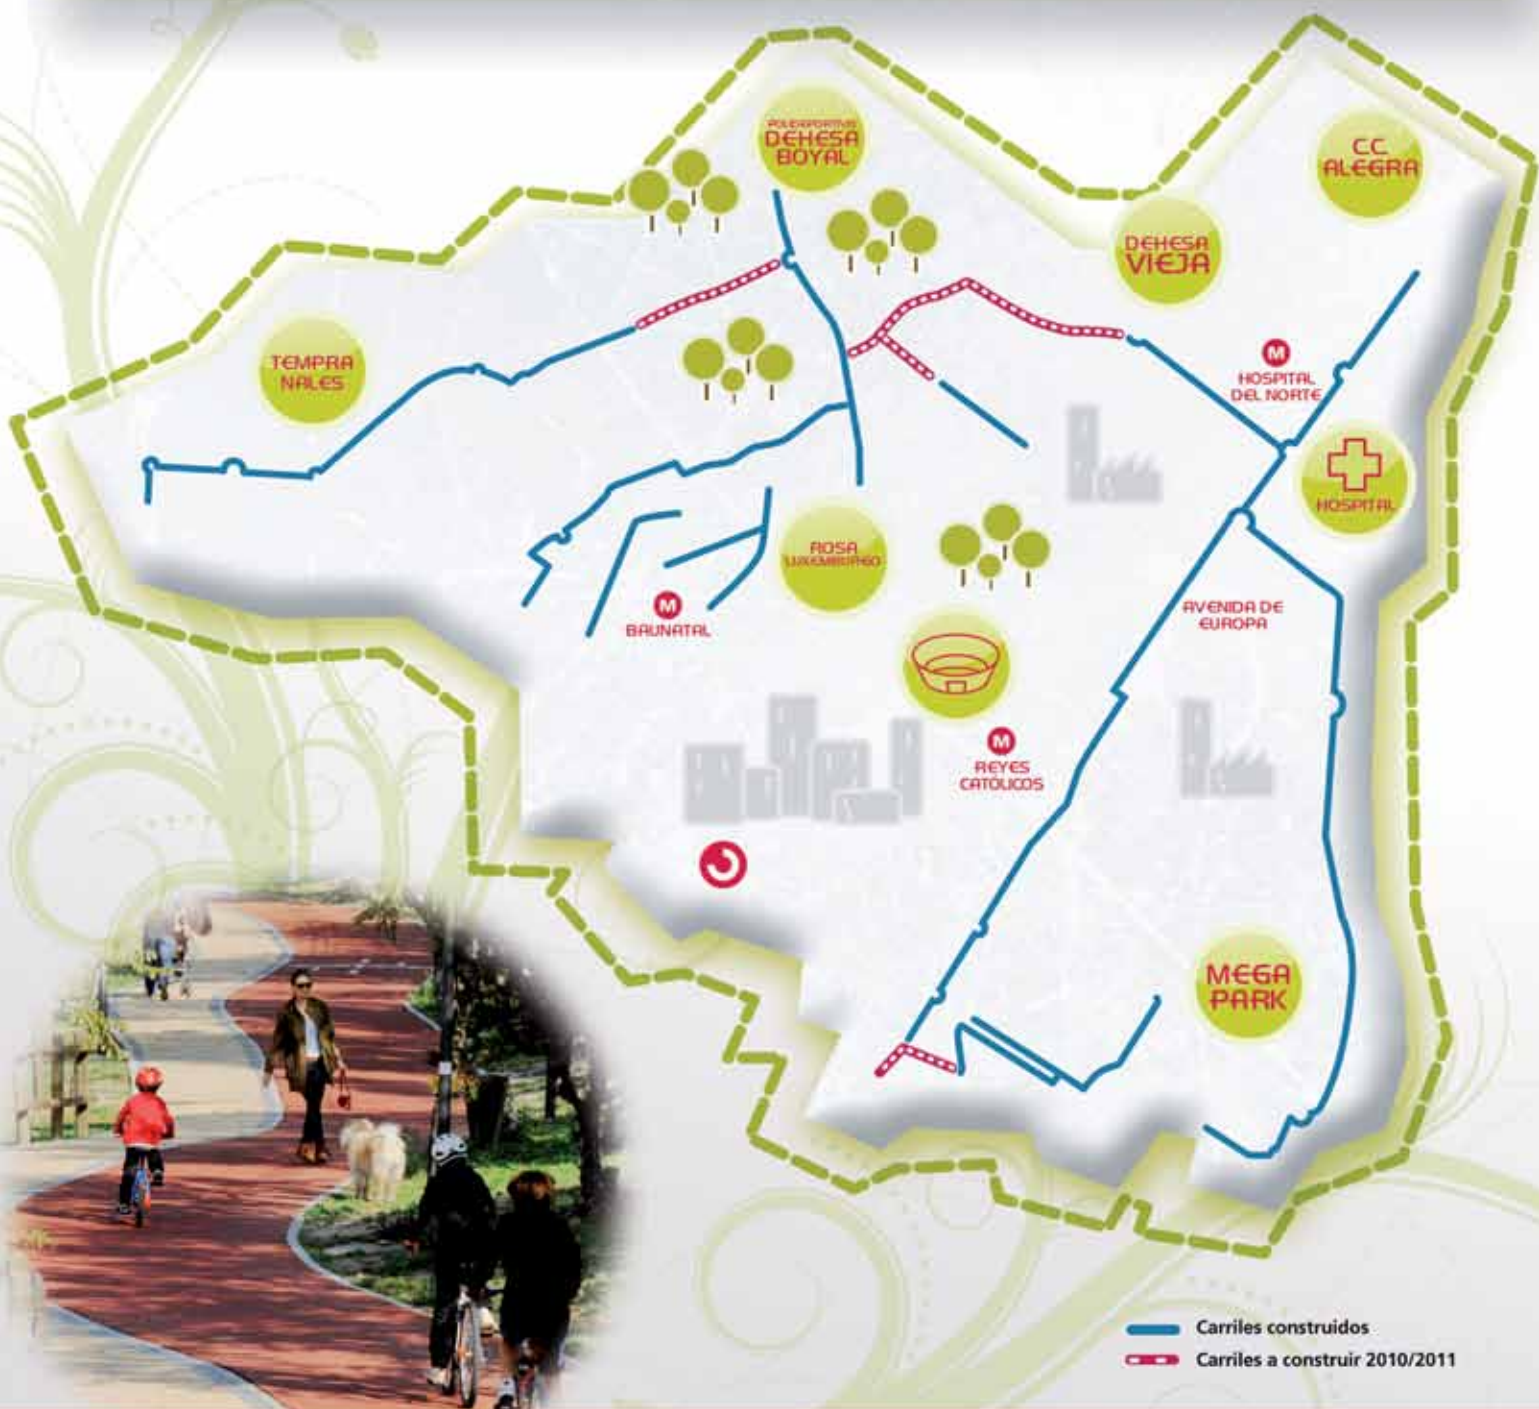 POLIDEPORTIVO
DEHESA
BOYAL
C.C.
ALEGRA
DEHESA
VIEJA
TEMPRA
NALES
M
HOSPITAL
DEL NORTE
HOSPITAL
ROSA
LUXEMBURGO
M
BAUNATAL
AVENIDA DE
EUROPA
M
REYES
CATÓLICOS
MEGA
PARK
Carriles construidos
Carriles a construir 2010/2011